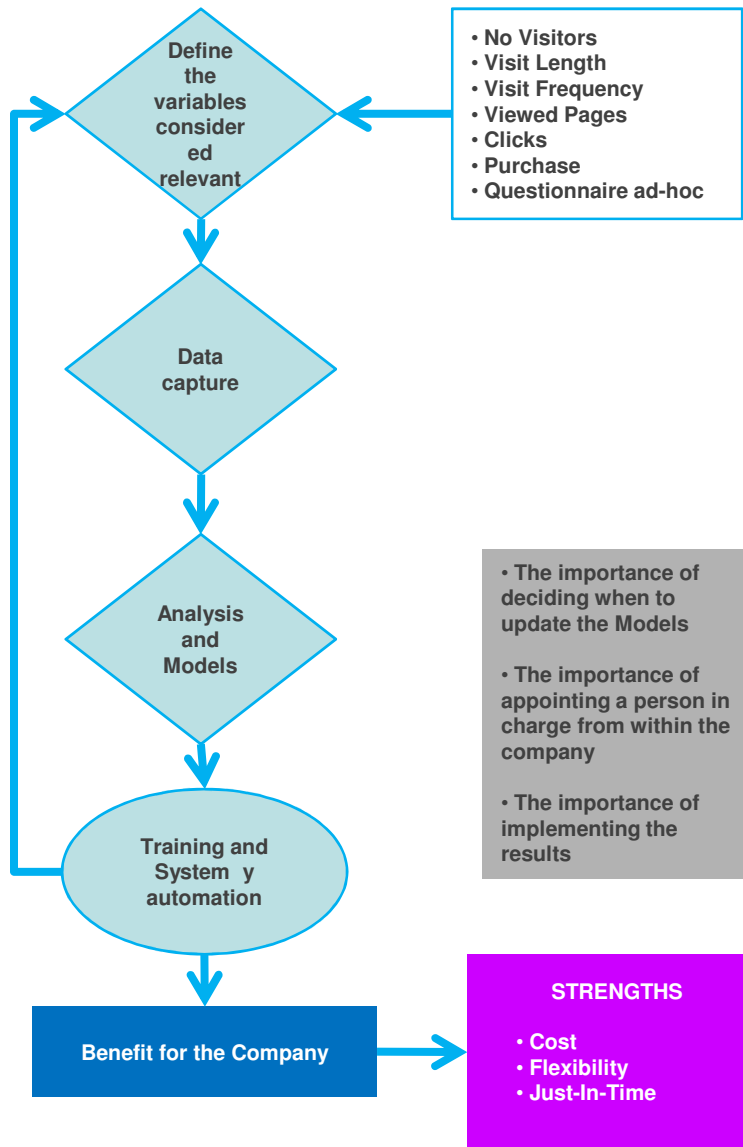 Define
the
variables
consider
ed
relevant
• No Visitors
• Visit Length
• Visit Frequency
• Viewed Pages
• Clicks
• Purchase
• Questionnaire ad-hoc
Data
capture
Analysis
and
Models
• The importance of
deciding when to
update the Models
• The importance of
appointing a person in
charge from within the
company
• The importance of
implementing the
results
Training and
System y
automation
Benefit for the Company
STRENGTHS
• Cost
• Flexibility
• Just-In-Time